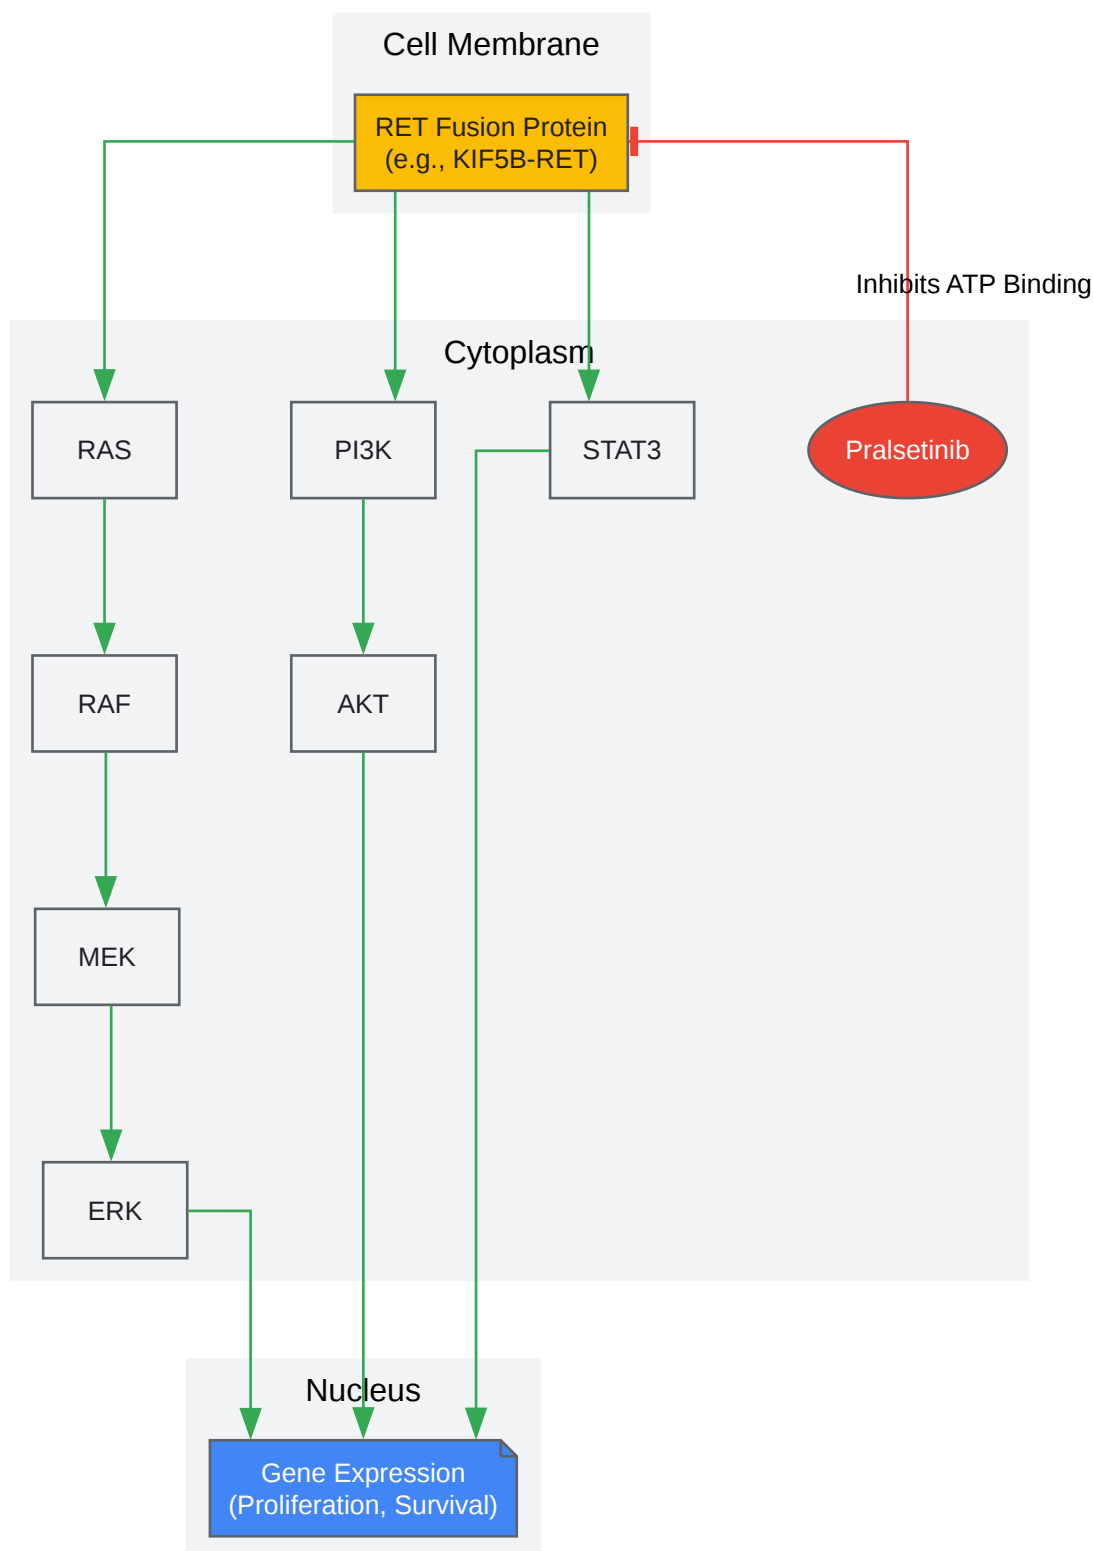 Cell Membrane
RET Fusion Protein
(e.g., KIF5B-RET)
Inhibits ATP Binding
Cytoplasm
RAS
PI3K
STAT3
Pralsetinib
RAF
AKT
MEK
ERK
Nucleus
Gene Expression
(Proliferation, Survival)